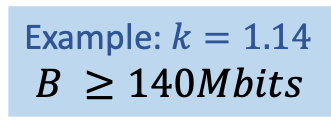 Example: k = 1.14
B ≥ 140Mbits